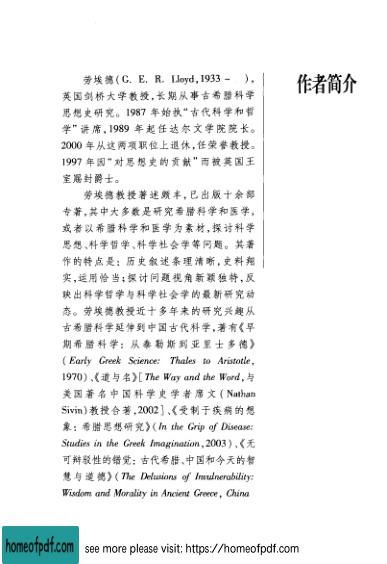 作者简介
劳埃德(G. E. R. Lloyd,1933 - ),
英国剑桥大学教授,长期从事古希腊科学
思想史研究。1987 年始执“古代科学和哲
学”讲席,1989 年起任达尔文学院院长。
2000 年从这两项职位上退休,任荣誉教授。
1997 年因“对思想史的贡献”而被英国王
室赐封爵士。
劳埃德教授著述颇丰,已出版十余部
专著,其中大多数是研究希腊科学和医学,
或者以希腊科学和医学为素材,探讨科学
思想、科学哲学、科学社会学等问题。其著
作的特点是:历史叙述条理清晰,史料翔
实,运用恰当;探讨问题视角新颖独特,反
映出科学哲学与科学社会学的最新研究动
态。劳埃德教授近十多年来的研究兴趣从
古希腊科学延伸到中国古代科学,著有《早
期希腊科学:从泰勒斯到亚里士多德》
(Early Greek Science: Thales to Aristotle,
1970)、《道与名》[The Way and the Word,与
美国著名中国科学史学者席文(Nathan
Sivin)教授合著,2002]、《受制于疾病的想
象:希腊思想研究》(In the Grip of Disease:
Studies in the Greek Imagination,2003)、《无
可辩驳性的错觉:古代希腊、中国和今天的智
慧与道德》(The Delusions of Invulnerability:
Wisdom and Morality in Ancient Greece, China
homeofpdf.com
see more please visit: https://homeofpdf.com